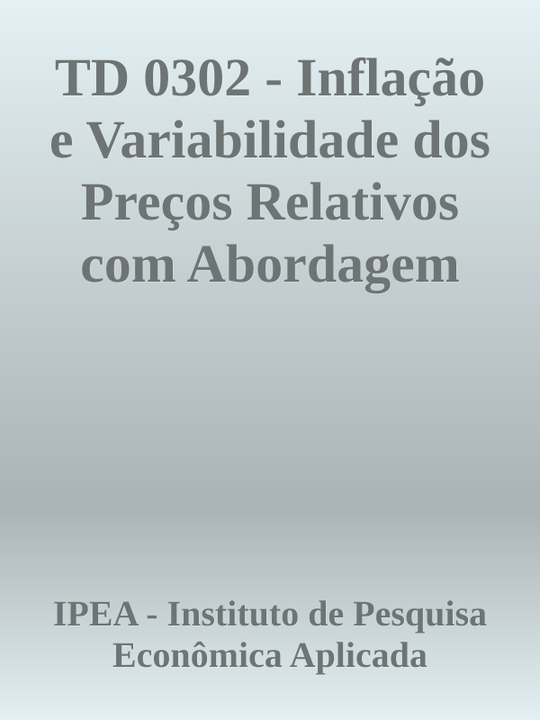 TD 0302 - Inflação
e Variabilidade dos
Preços Relativos
com Abordagem
IPEA - Instituto de Pesquisa
Econômica Aplicada